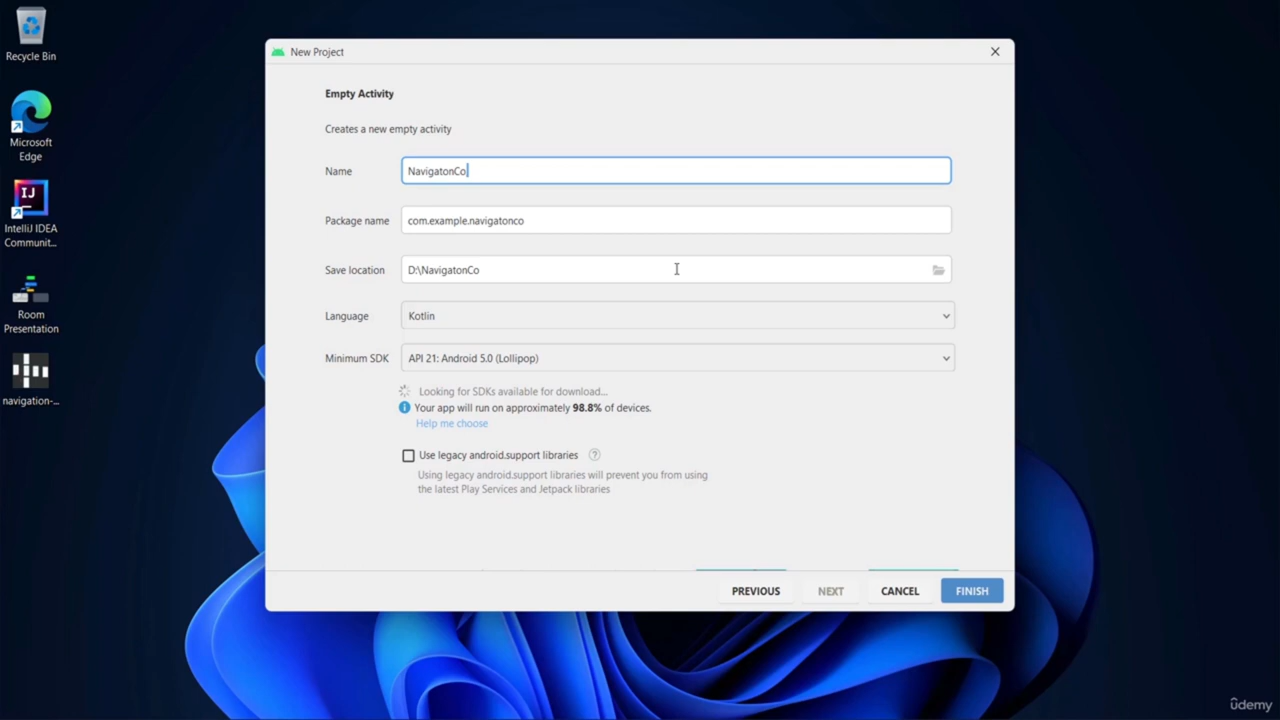 Recycle Bin
Microsoft
Edge
IJ
IntelliJ IDEA
Communit...
Room
Presentation
navigation-...
New Project
Empty Activity
Creates a new empty activity
Name
NavigatonCo
Package name
com.example.navigatonco
Save location
D:\NavigatonCo
Language
Kotlin
Minimum SDK
API 21: Android 5.0 (Lollipop)
Looking for SDKs available for download...
Your app will run on approximately 98.8% of devices.
Help me choose
Use legacy android.support libraries
Using legacy android.support libraries will prevent you from using
the latest Play Services and Jetpack libraries
PREVIOUS
NEXT
CANCEL
FINISH
ûdemy